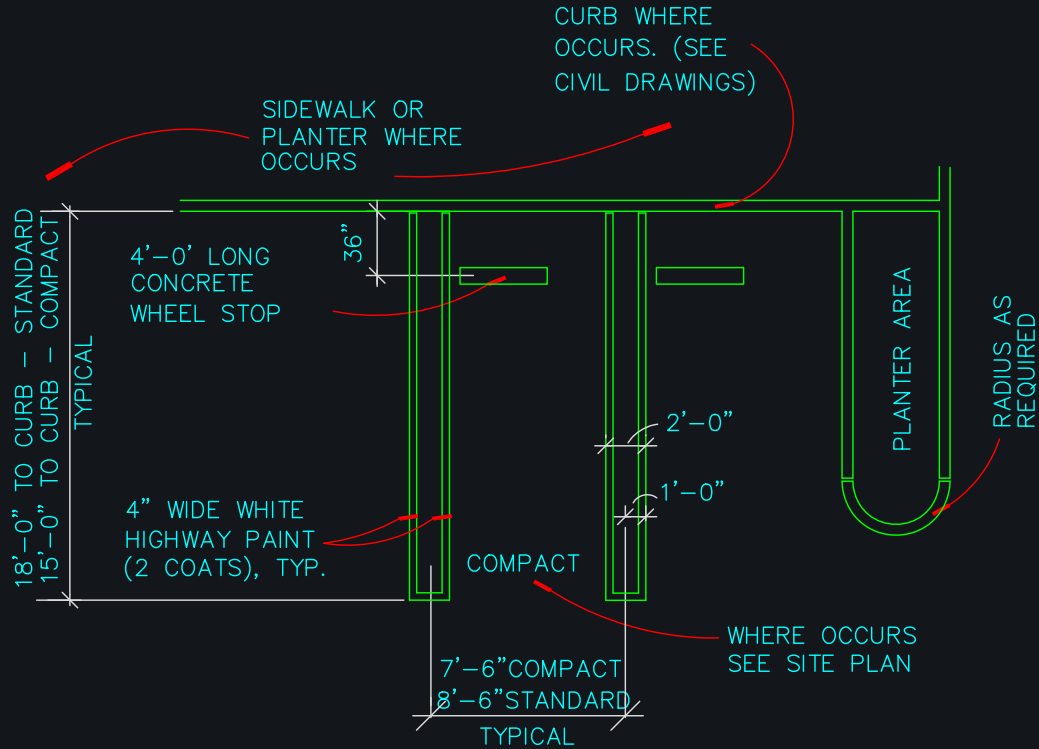 CURB WHERE
OCCURS. (SEE
CIVIL DRAWINGS)
SIDEWALK OR
PLANTER WHERE
OCCURS
18'-0" TO CURB - STANDARD
15'-0" TO CURB - COMPACT
TYPICAL
36"
4'-0' LONG
CONCRETE
WHEEL STOP
PLANTER AREA
RADIUS AS
REQUIRED
2'-0"
1'-0"
4" WIDE WHITE
HIGHWAY PAINT
(2 COATS), TYP.
COMPACT
WHERE OCCURS
SEE SITE PLAN
7'-6"COMPACT
8'-6"STANDARD
TYPICAL